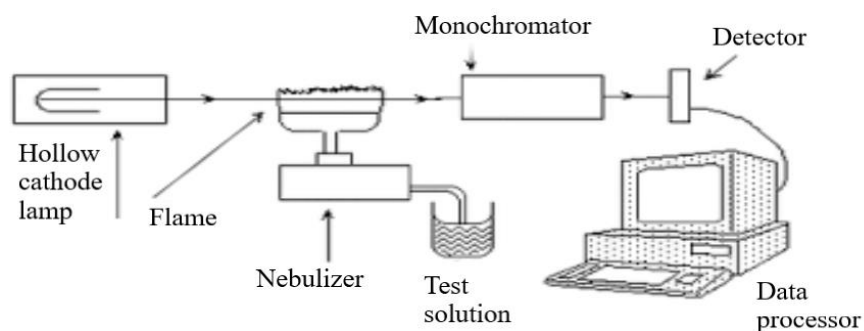 Monochromator
Detector
Hollow
cathode
lamp
Flame
Nebulizer
Test
solution
Data
processor